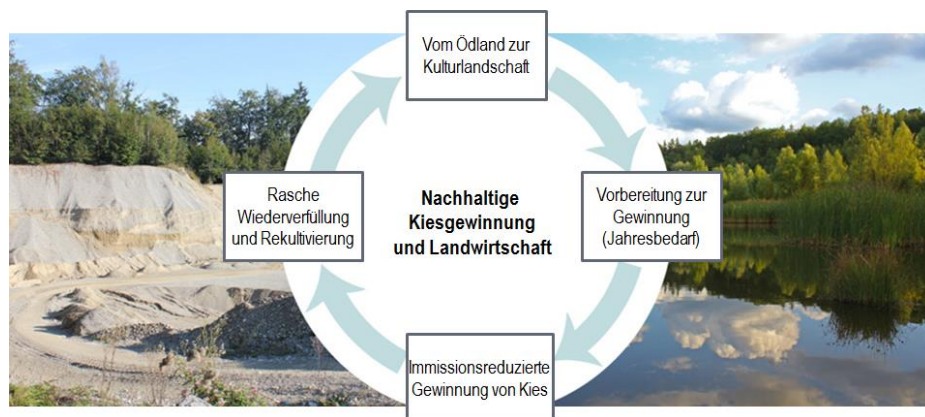 Vom Ödland zur
Kulturlandschaft
Rasche
Wiederverfüllung
und Rekultivierung
Nachhaltige
Kiesgewinnung
und Landwirtschaft
Vorbereitung zur
Gewinnung
(Jahresbedarf)
Immissionsreduzierte
Gewinnung von Kies